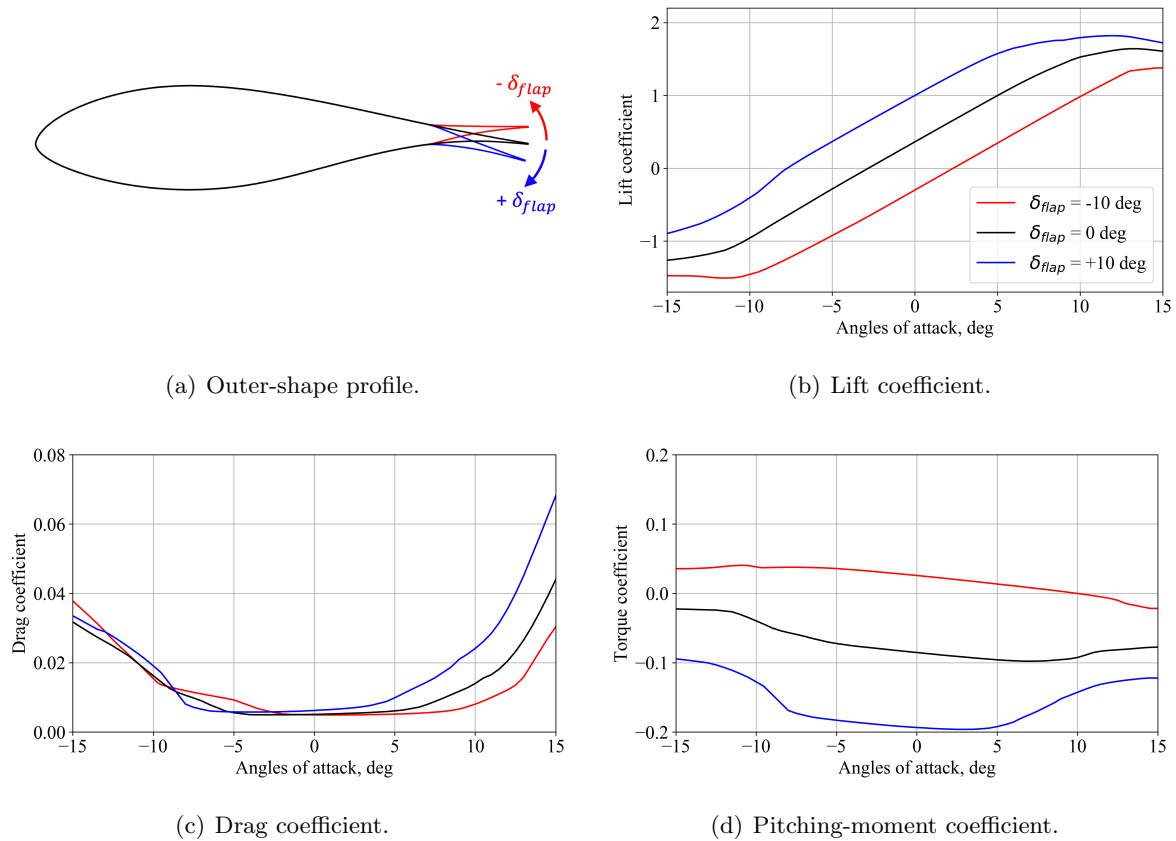 - δflap
+ δflap
(a) Outer-shape profile.
2
1
0
−1
Lift coefficient
δflap = -10 deg
δflap = 0 deg
δflap = +10 deg
−15 −10 −5 0 5 10 15
Angles of attack, deg
(b) Lift coefficient.
0.08
0.06
0.04
0.02
0.00
Drag coefficient
−15 −10 −5 0 5 10 15
Angles of attack, deg
(c) Drag coefficient.
0.2
0.1
0.0
−0.1
−0.2
Torque coefficient
−15 −10 −5 0 5 10 15
Angles of attack, deg
(d) Pitching-moment coefficient.